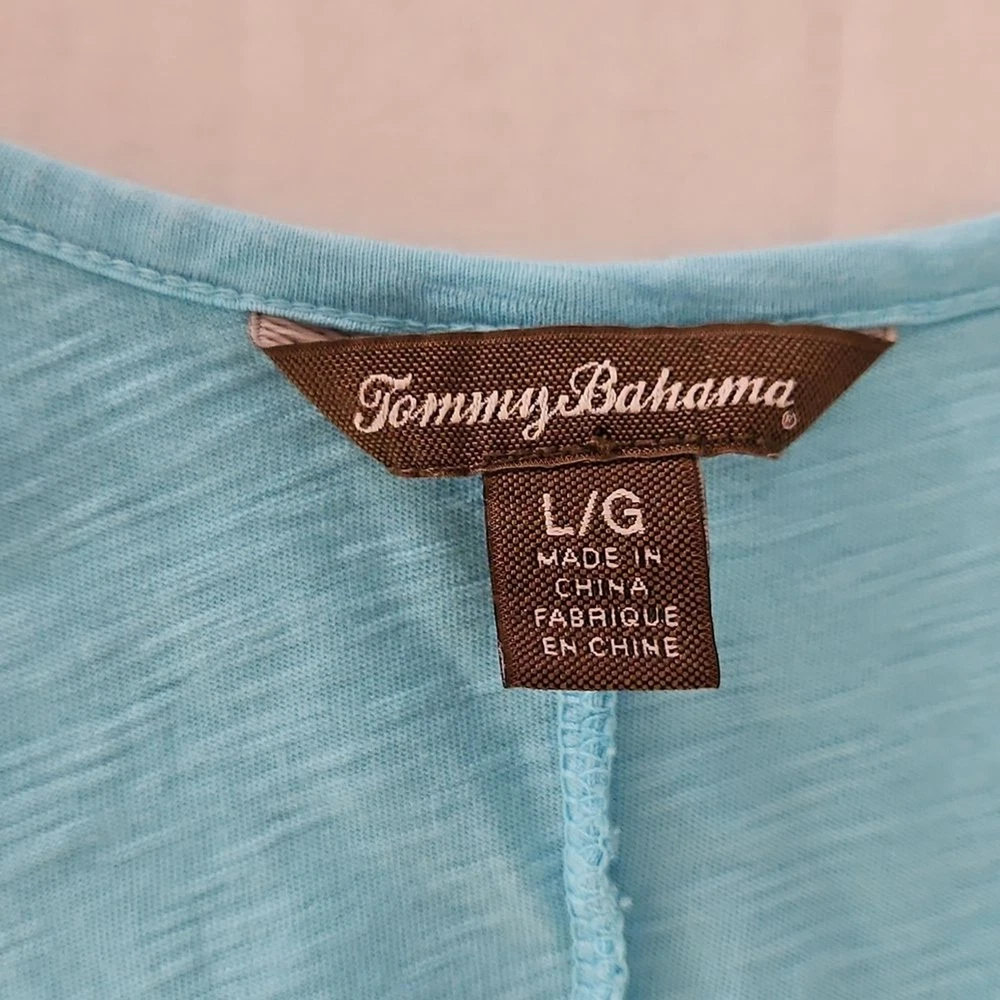 Tommy Bahama®
L/G
MADE IN
CHINA
FABRIQUE
EN CHINE